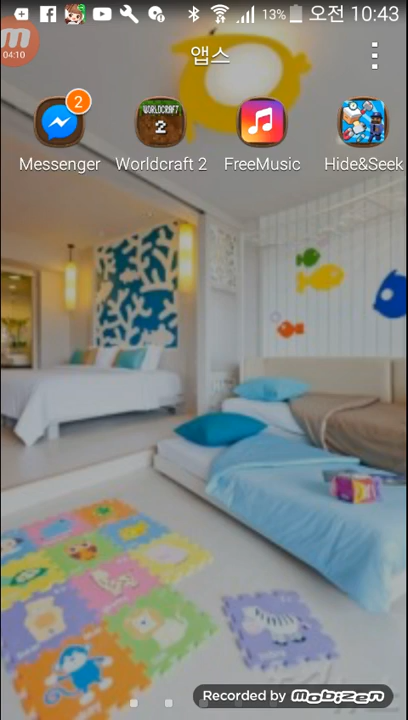 13% 오전 10:43
M
04:10
앱스
2
Messenger
WORLDCRAFT
2
Worldcraft 2
FreeMusic
Hide&Seek
Recorded by mobizen